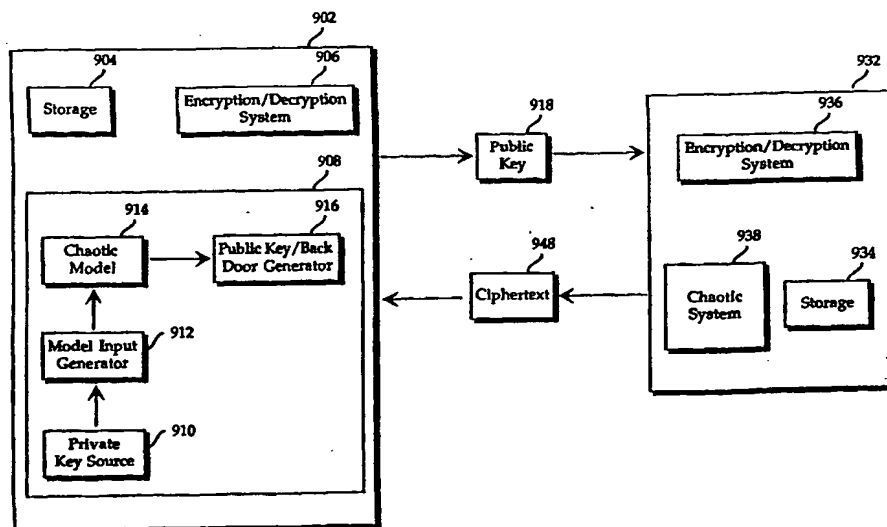 902
904
906
Storage
Encryption/Decryption
System
908
914
916
Chaotic
Model
Public Key/Back
Door Generator
Model Input
Generator
912
Private
Key Source
910
918
Public
Key
948
Ciphertext
932
936
Encryption/Decryption
System
938
934
Chaotic
System
Storage